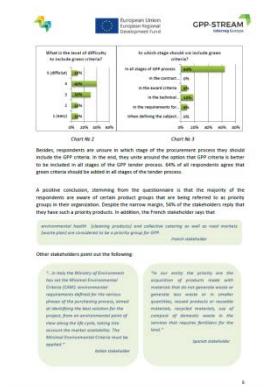 European Union
European Regional
Development Fund
GPP-STREAM
Interreg Europe
What is the level of difficulty
to include green criteria?
In which stage should we include green
criteria?
5 (difficult)
4
3
2
1 (easy)
0% 20% 40% 60%
In all stages of GPP process
In the contract...
In the award criteria
In the technical...
In the requirements for...
When defining the subject...
0% 20% 40% 60% 80%
Chart № 2
Chart № 3
Besides, respondents are unsure in which stage of the procurement process they should
include the GPP criteria. In the end, they unite around the option that GPP criteria is better
to be included in all stages of the GPP tender process. 64% of all respondents agree that
green criteria should be added in all stages of the tender process.
A positive conclusion, stemming from the questionnaire is that the majority of the
respondents are aware of certain product groups that are being referred to as priority
groups in their organization. Despite the narrow margin, 56% of the stakeholders reply that
they have such a priority products. In addition, the French stakeholder says that
environmental health (cleaning products) and collective catering as well as road markets
(waste plan) are considered to be a priority group for GPP.
French stakeholder
Other stakeholders point out the following:
"... in Italy the Ministry of Environment
has set the Minimal Environmental
Criteria (CAM): environmental
requirements defined for the various
phases of the purchasing process, aimed
at identifying the best solution for the
project, from an environmental point of
view along the life cycle, taking into
account the market availability. The
Minimal Environmental Criteria must be
applied."
Italian stakeholder
"In our entity the priority are the
acquisition of products made with
materials that do not generate waste or
generate less waste or in smaller
quantities, reused products or reusable
materials, recycled materials, use of
compost of domestic waste in the
services that requires fertilizers for the
land."
Spanish stakeholder